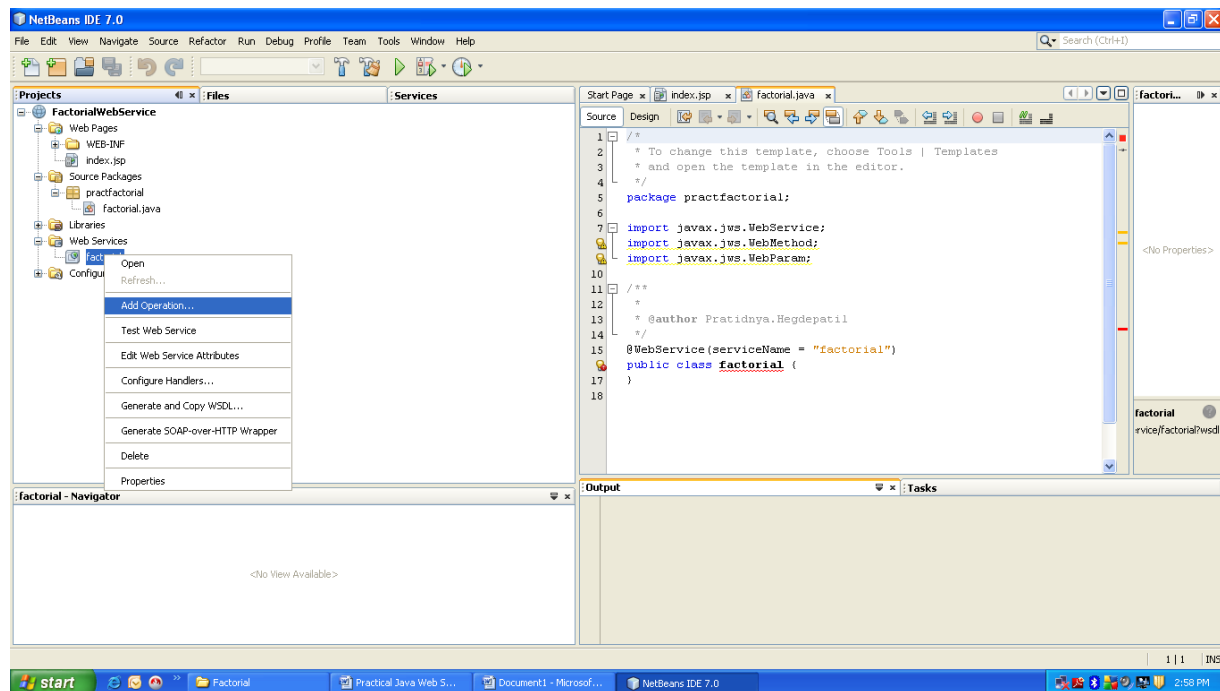 NetBeans IDE 7.0
File Edit View Navigate Source Refactor Run Debug Profile Team Tools Window Help
Search (Ctrl+I)
Projects
Files
Services
FactorialWebService
Web Pages
WEB-INF
index.jsp
Source Packages
practfactorial
factorial.java
Libraries
Web Services
Open
Refresh...
Add Operation...
Test Web Service
Edit Web Service Attributes
Configure Handlers...
Generate and Copy WSDL...
Generate SOAP-over-HTTP Wrapper
Delete
Properties
factorial - Navigator
<No View Available>
Start Page index.jsp factorial.java
Source Design
1 /*
2 * To change this template, choose Tools | Templates
3 * and open the template in the editor.
4 */
5 package practfactorial;
6
7 import javax.jws.WebService;
import javax.jws.WebMethod;
import javax.jws.WebParam;
10
11 /**
12 *
13 * @author Pratidnya.Hegdepatil
14 */
15 @WebService(serviceName = "factorial")
public class factorial {
17 }
18
factori...
<No Properties>
factorial
rvice/factorial?wsdl
Output
Tasks
1 | 1 INS
start
Factorial
Practical Java Web S...
Document1 - Microsof...
NetBeans IDE 7.0
2:58 PM